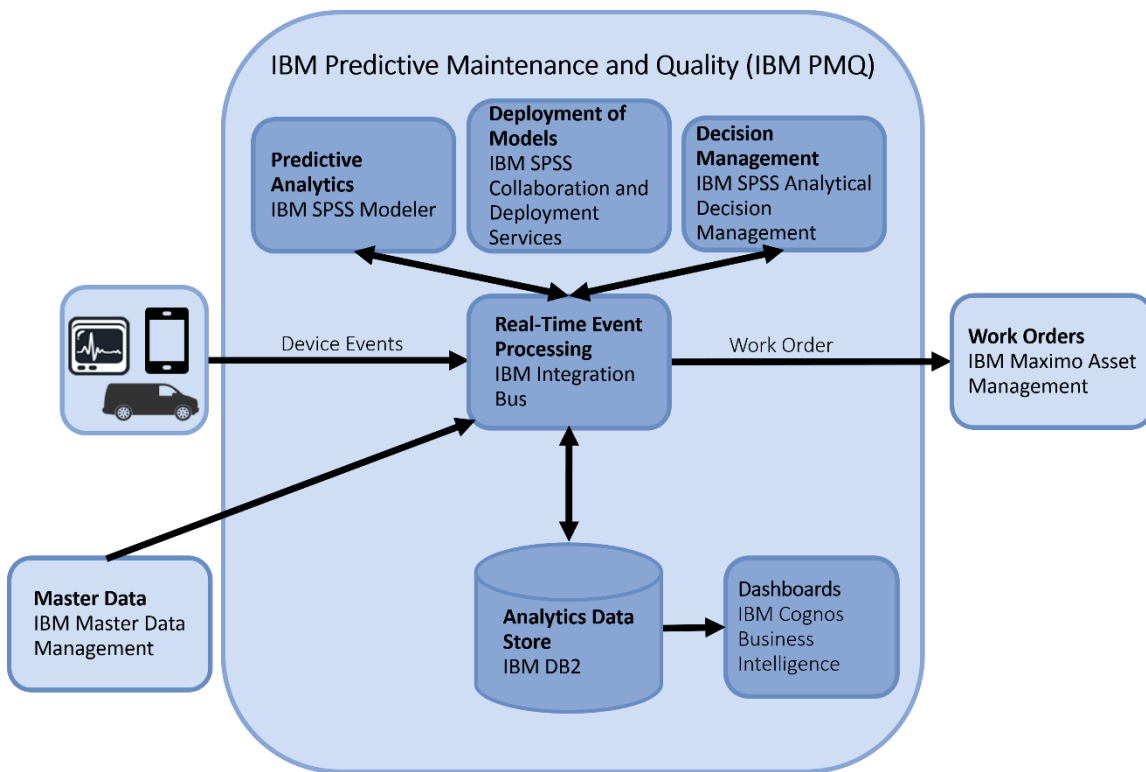 IBM Predictive Maintenance and Quality (IBM PMQ)
Predictive
Analytics
IBM SPSS Modeler
Deployment of
Models
IBM SPSS
Collaboration and
Deployment
Services
Decision
Management
IBM SPSS Analytical
Decision
Management
Device Events
Real-Time Event
Processing
IBM Integration
Bus
Work Order
Work Orders
IBM Maximo Asset
Management
Master Data
IBM Master Data
Management
Analytics Data
Store
IBM DB2
Dashboards
IBM Cognos
Business
Intelligence